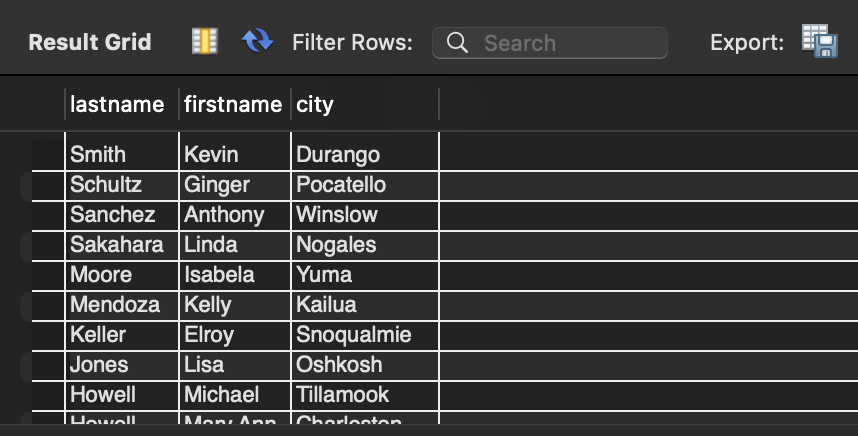 Result Grid Filter Rows: Search Export:
lastname firstname city
Smith Kevin Durango
Schultz Ginger Pocatello
Sanchez Anthony Winslow
Sakahara Linda Nogales
Moore Isabela Yuma
Mendoza Kelly Kailua
Keller Elroy Snoqualmie
Jones Lisa Oshkosh
Howell Michael Tillamook
Howell Mary Ann Charleston